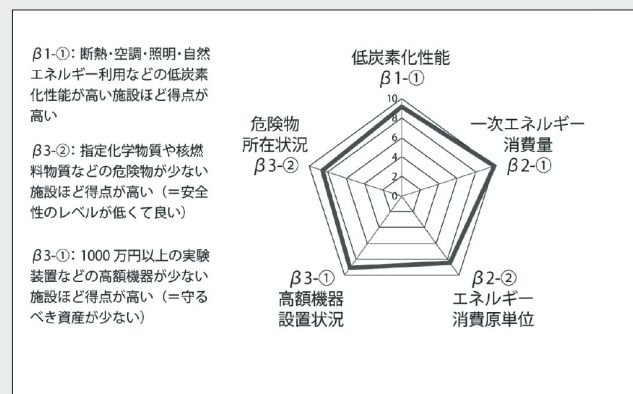 β1-①：断熱・空調・照明・自然
エネルギー利用などの低炭素
化性能が高い施設ほど得点が
高い
β3-②：指定化学物質や核燃
料物質などの危険物が少ない
施設ほど得点が高い（＝安全
性のレベルが低くて良い）
β3-①：1000 万円以上の実験
装置などの高額機器が少ない
施設ほど得点が高い（＝守る
べき資産が少ない）
低炭素化性能
β1-①
10
8
6
4
2
0
一次エネルギー
消費量
β2-①
β2-②
エネルギー
消費原単位
β3-①
高額機器
設置状況
危険物
所在状況
β3-②